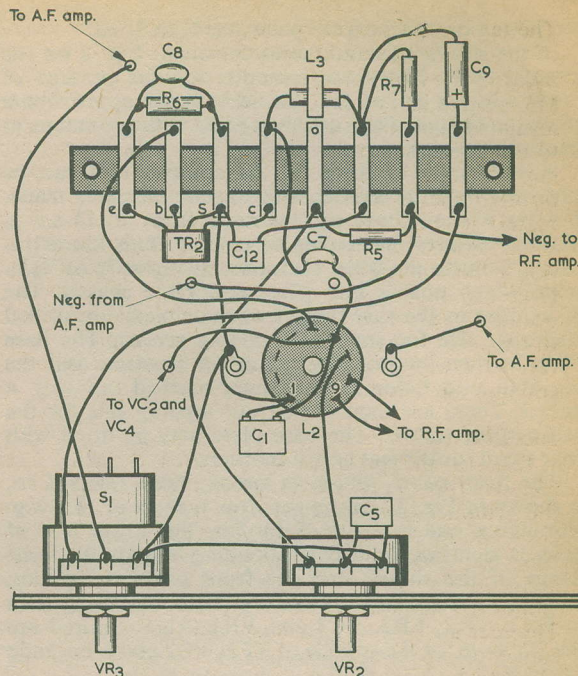 To A.F. amp.
C8
L3
C9
R6
R7
+
e
b
S
c
TR2
C12
C7
R5
Neg. to
R.F. amp.
Neg. from
A.F. amp
To A.F. amp.
To VC2 and
VC4
1
9
C1
L2
To R.F. amp.
S1
C5
VR3
VR2